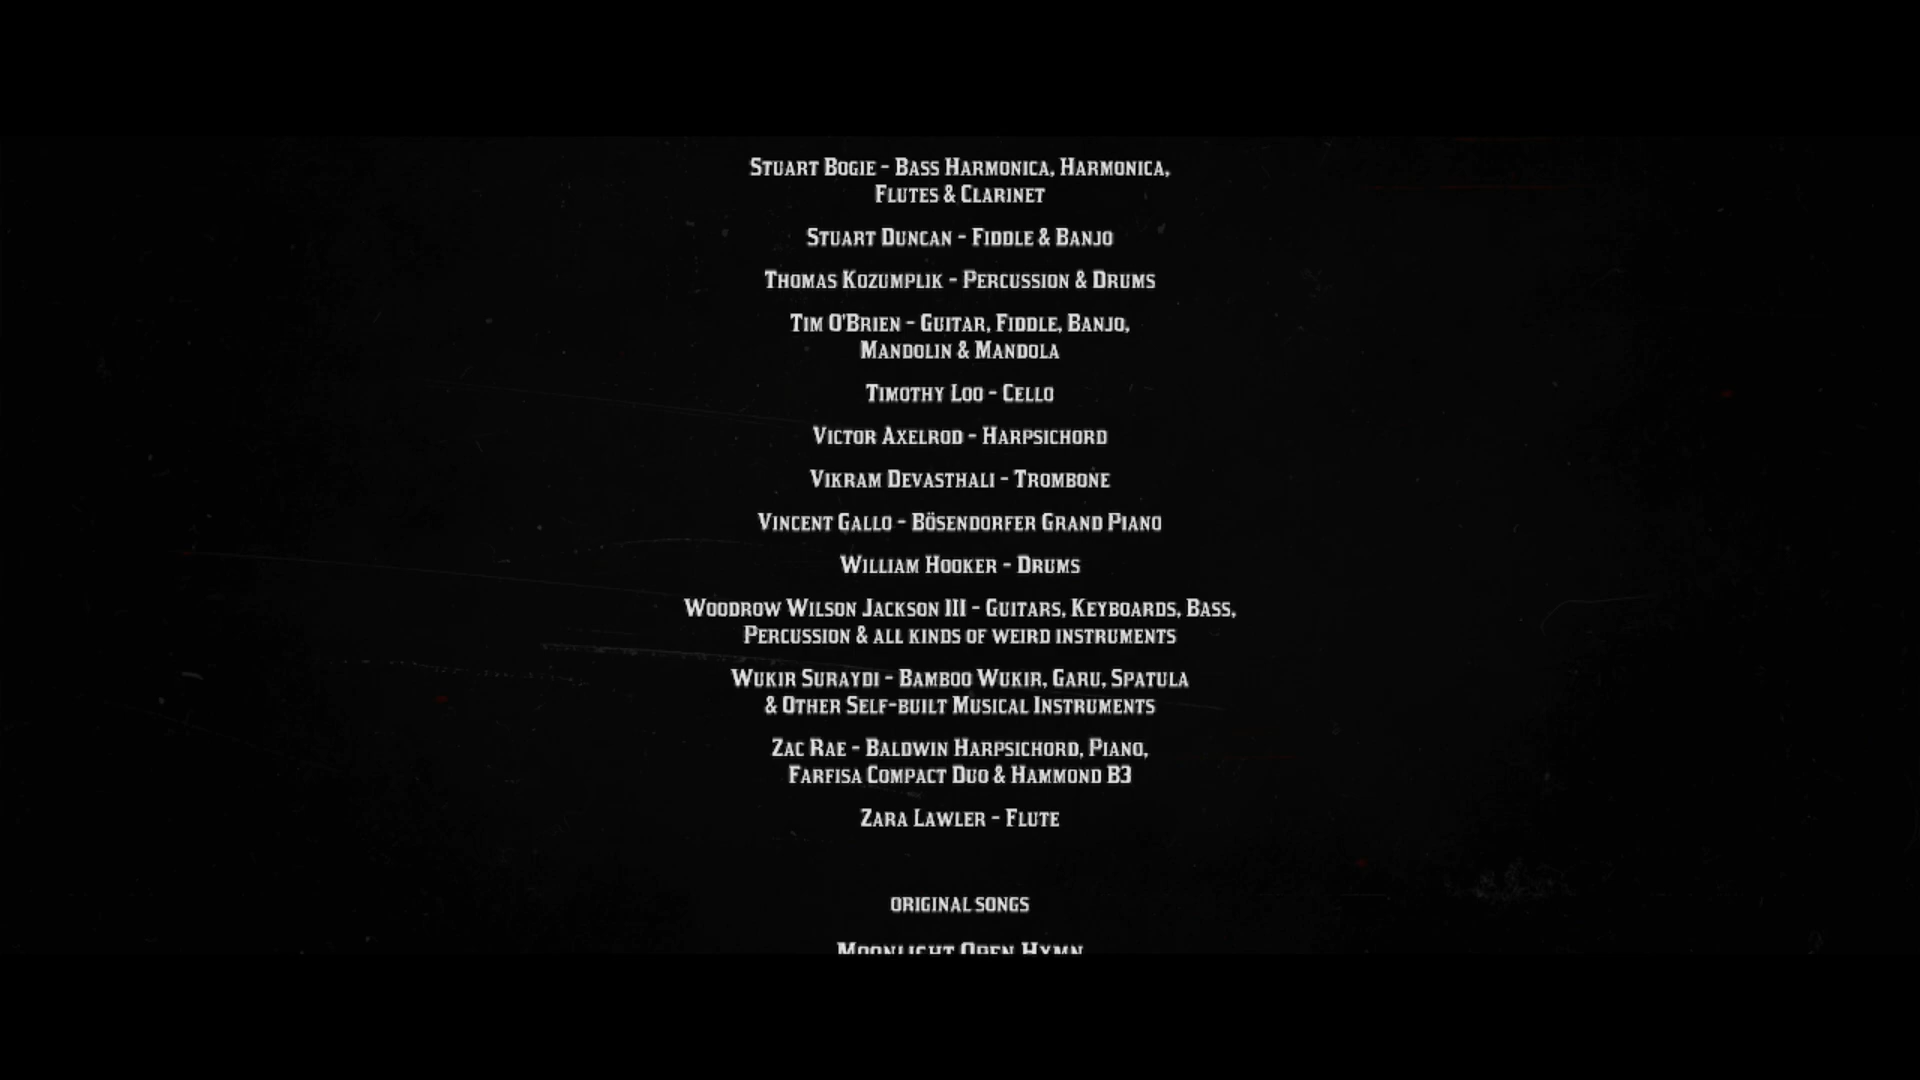 Stuart Bogie - Bass Harmonica, Harmonica,
Flutes & Clarinet
Stuart Duncan - Fiddle & Banjo
Thomas Kozumplik - Percussion & Drums
Tim O'Brien - Guitar, Fiddle, Banjo,
Mandolin & Mandola
Timothy Loo - Cello
Victor Axelrod - Harpsichord
Vikram Devasthali - Trombone
Vincent Gallo - Bösendorfer Grand Piano
William Hooker - Drums
Woodrow Wilson Jackson III - Guitars, Keyboards, Bass,
Percussion & all kinds of weird instruments
Wukir Suraydi - Bamboo Wukir, Garu, Spatula
& Other Self-built Musical Instruments
Zac Rae - Baldwin Harpsichord, Piano,
Farfisa Compact Duo & Hammond B3
Zara Lawler - Flute
original songs
Moonlight Open Hymn